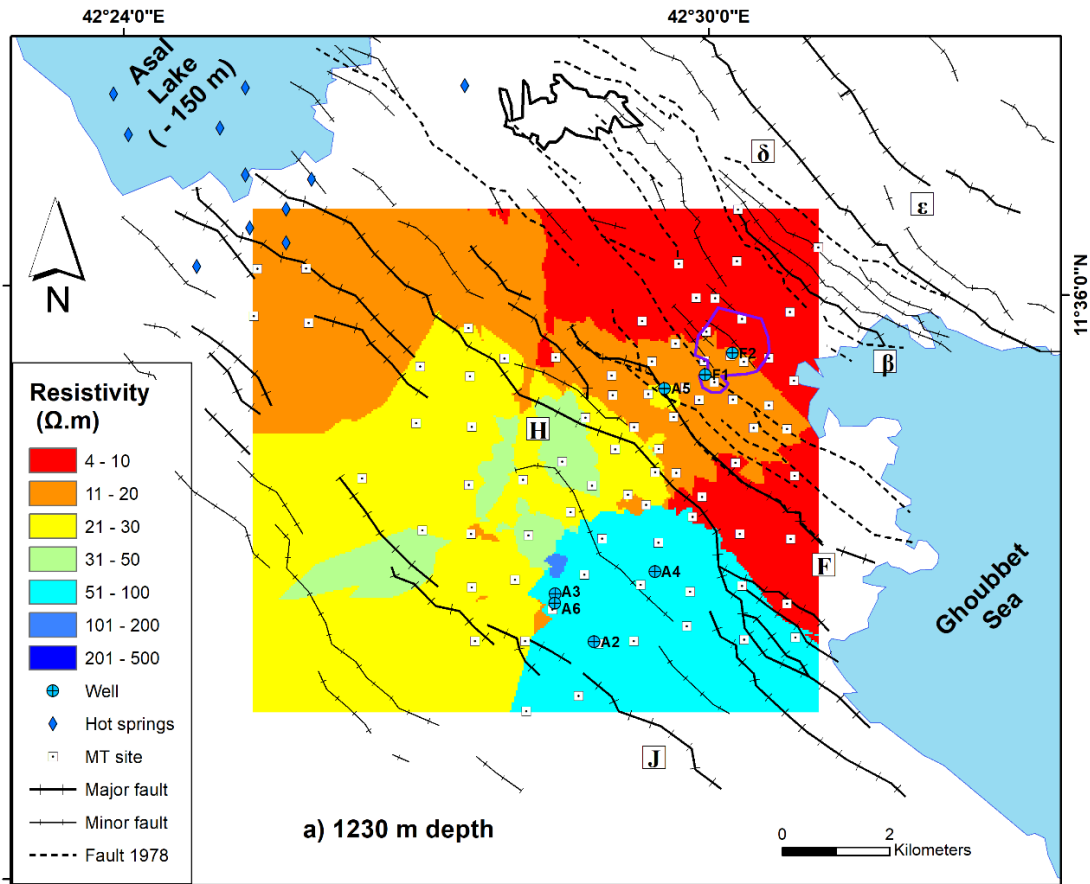 42°24'0"E
42°30'0"E
Asal
Lake
( - 150 m)
δ
ε
N
11°36'0"N
β
F2
F1
A5
H
Resistivity
(Ω.m)
4 - 10
11 - 20
21 - 30
31 - 50
51 - 100
101 - 200
201 - 500
Well
Hot springs
MT site
Major fault
Minor fault
Fault 1978
F
A4
A3
A6
A2
Ghoubbet
Sea
J
a) 1230 m depth
0 2
Kilometers